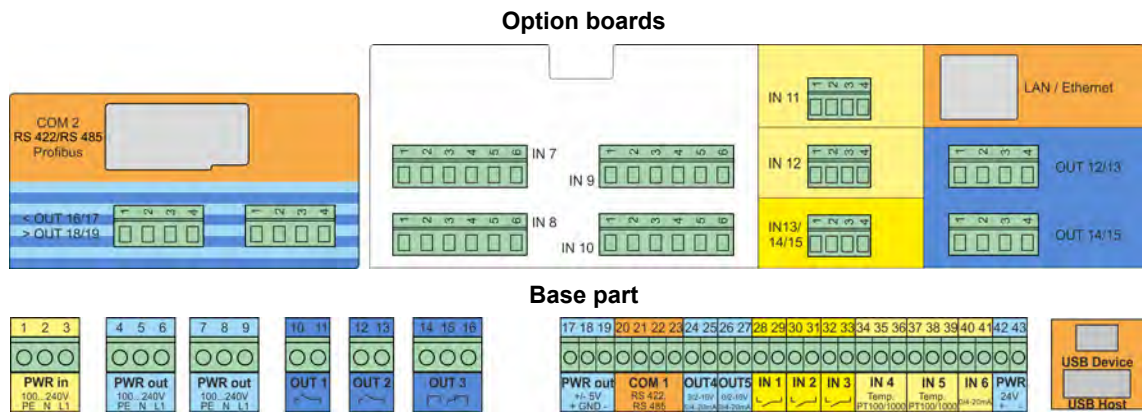 Option boards
COM 2
RS 422/RS 485
Profibus
< OUT 16/17
> OUT 18/19
1 2 3 4
1 2 3 4
1 2 3 4 5 6
IN 7
IN 9
1 2 3 4 5 6
1 2 3 4 5 6
IN 8
IN 10
1 2 3 4 5 6
IN 11
1 2 3 4
IN 12
1 2 3 4
IN13/
14/15
1 2 3 4
LAN / Ethernet
1 2 3 4
OUT 12/13
1 2 3 4
OUT 14/15
Base part
1 2 3
PWR in
100...240V
PE N L1
4 5 6
PWR out
100...240V
PE N L1
7 8 9
PWR out
100...240V
PE N L1
10 11
OUT 1
12 13
OUT 2
14 15 16
OUT 3
17 18 19 20 21 22 23 24 25 26 27 28 29 30 31 32 33 34 35 36 37 38 39 40 41 42 43
PWR out
+/- 5V
+ GND -
COM 1
RS 422
RS 485
OUT4
0/2-10V
0/4-20mA
OUT5
0/2-10V
0/4-20mA
IN 1
IN 2
IN 3
IN 4
Temp.
PT100/1000
IN 5
Temp.
PT100/1000
IN 6
0/4-20mA
PWR
24V
+ -
USB Device
USB Host